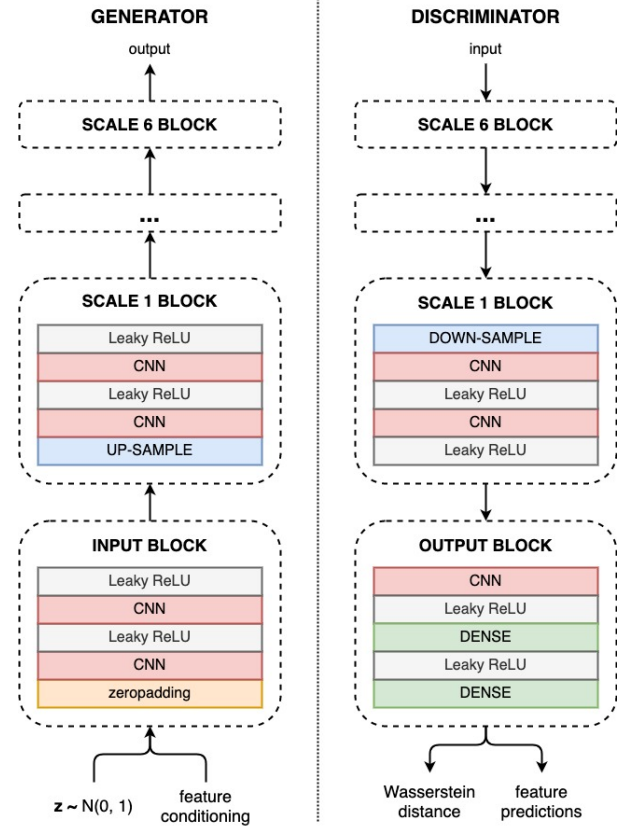 GENERATOR
output
SCALE 6 BLOCK
...
SCALE 1 BLOCK
Leaky ReLU
CNN
Leaky ReLU
CNN
UP-SAMPLE
INPUT BLOCK
Leaky ReLU
CNN
Leaky ReLU
CNN
zeropadding
z ~ N(0, 1)
feature
conditioning
DISCRIMINATOR
input
SCALE 6 BLOCK
...
SCALE 1 BLOCK
DOWN-SAMPLE
CNN
Leaky ReLU
CNN
Leaky ReLU
OUTPUT BLOCK
CNN
Leaky ReLU
DENSE
Leaky ReLU
DENSE
Wasserstein
distance
feature
predictions